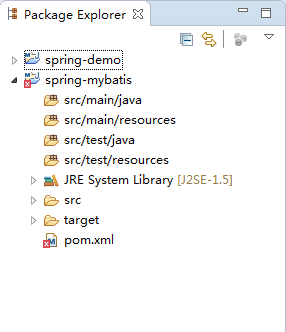 Package Explorer
spring-demo
spring-mybatis
src/main/java
src/main/resources
src/test/java
src/test/resources
JRE System Library [J2SE-1.5]
src
target
pom.xml